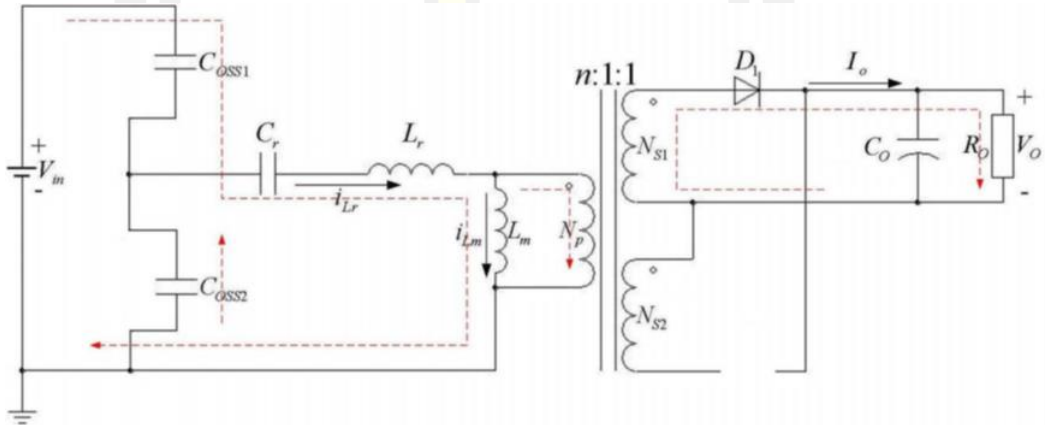 C_OSS1
n:1:1
D_1
I_o
+
V_in
-
C_r
L_r
i_Lr
i_Lm
L_m
N_p
N_S1
C_O
R_O
+
V_O
-
C_OSS2
N_S2